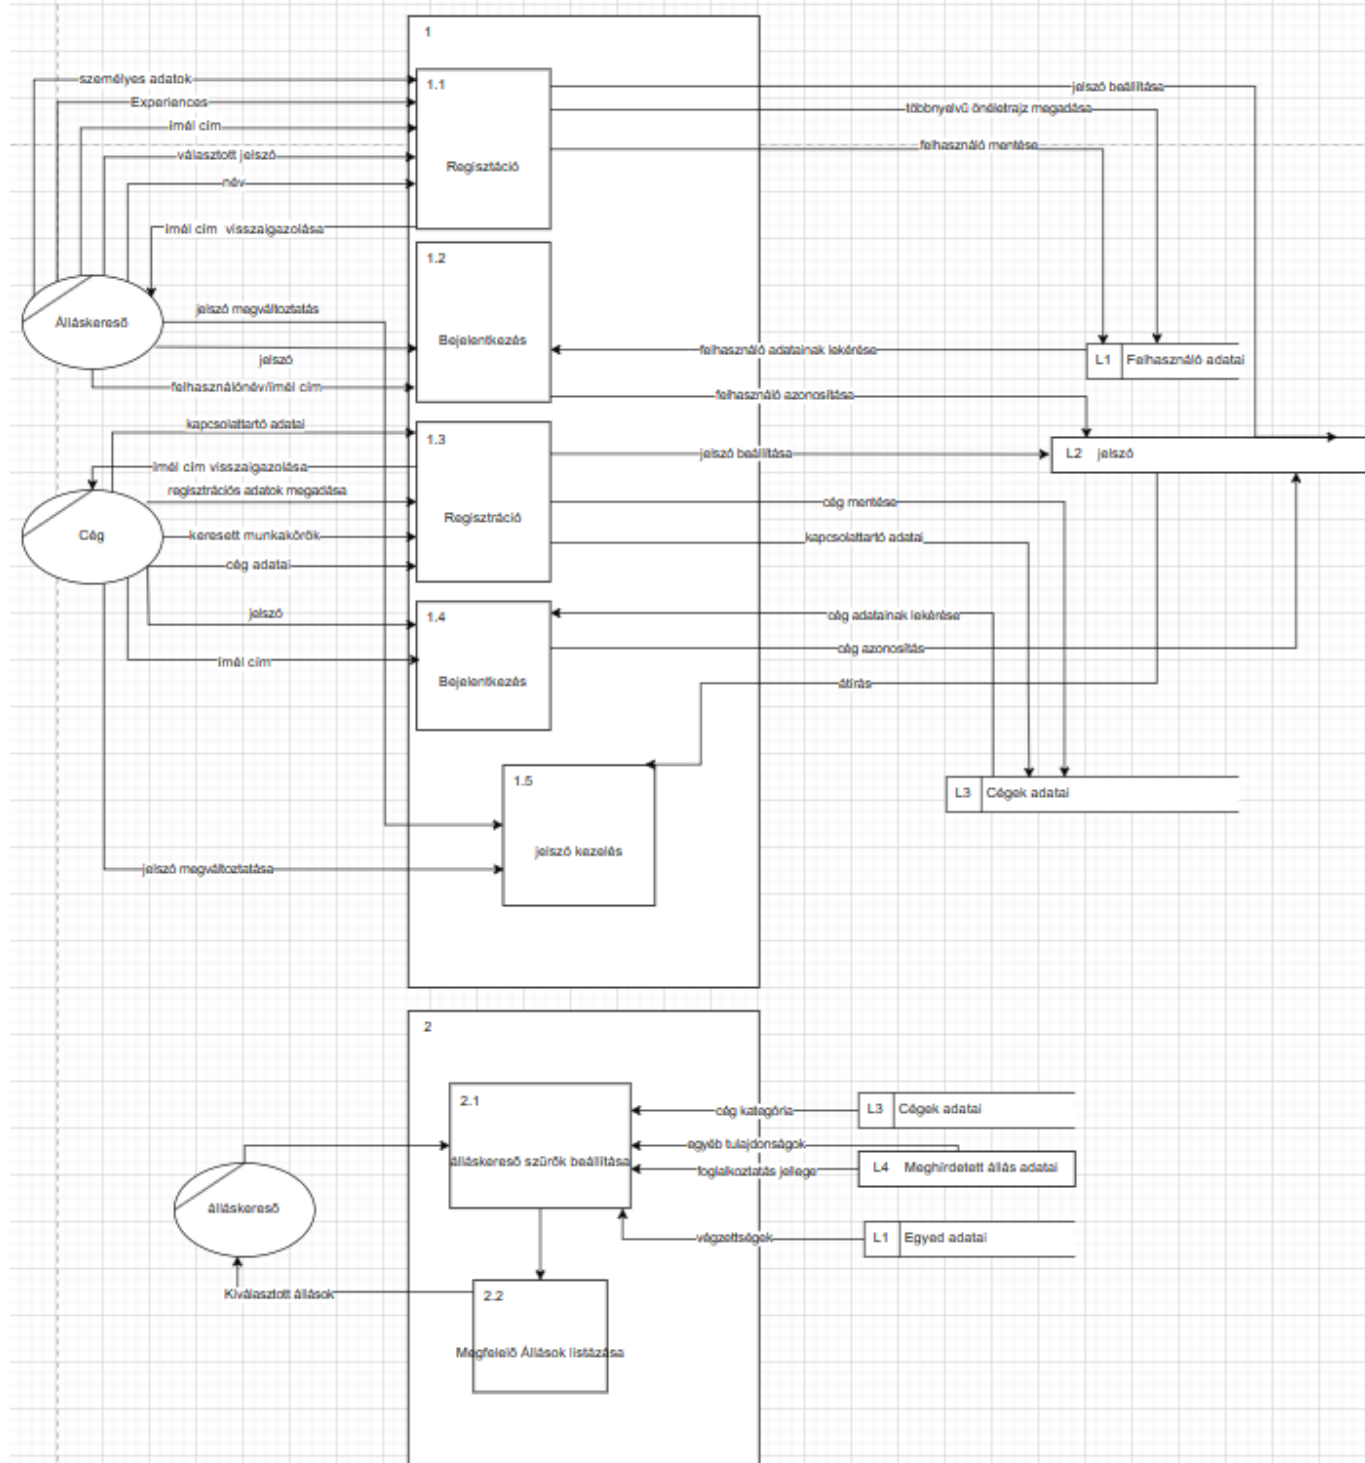 1
személyes adatok
1.1
jelszó beállítása
Experiences
többnyelvű önéletrajz megadása
imél cím
felhasználó mentése
választott jelszó
Regisztáció
név
imél cím visszaigazolása
1.2
jelszó megváltoztatás
Álláskereső
Bejelentkezés
felhasználó adatainak lekérése
jelszó
L1 Felhasználó adatai
felhasználónév/imél cím
felhasználó azonosítása
kapcsolattartó adatai
1.3
jelszó beállítása
L2 jelszó
imél cím visszaigazolása
regisztrációs adatok megadása
cég mentése
Regisztráció
Cég
keresett munkakörök
kapcsolattartó adatai
cég adatai
jelszó
1.4
cég adatainak lekérése
cég azonosítás
imél cím
Bejelentkezés
átírás
1.5
L3 Cégek adatai
jelszó kezelés
jelszó megváltoztatása
2
2.1
cég kategória
L3 Cégek adatai
egyéb tulajdonságok
álláskereső szűrők beállítása
foglalkoztatás jellege
L4 Meghirdetett állás adatai
álláskereső
végzettségek
L1 Egyed adatai
Kiválasztott állások
2.2
Megfelelő Állások listázása